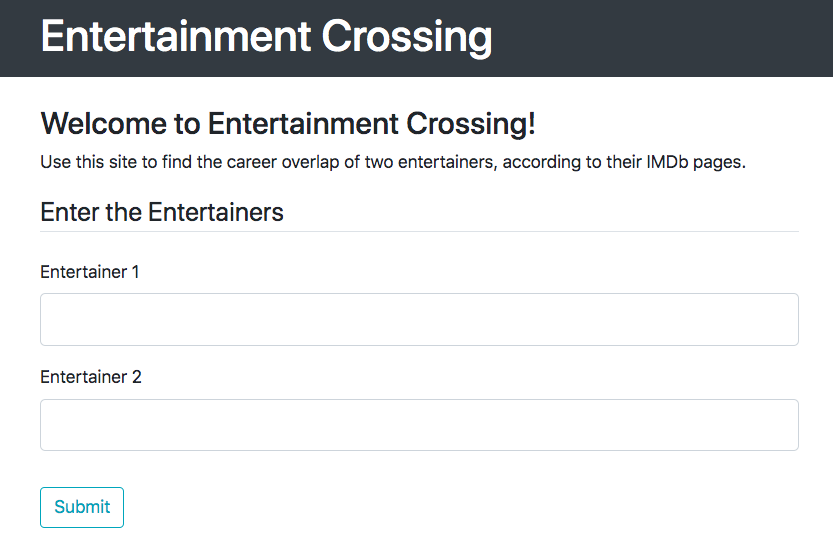 Entertainment Crossing
Welcome to Entertainment Crossing!
Use this site to find the career overlap of two entertainers, according to their IMDb pages.
Enter the Entertainers
Entertainer 1
Entertainer 2
Submit